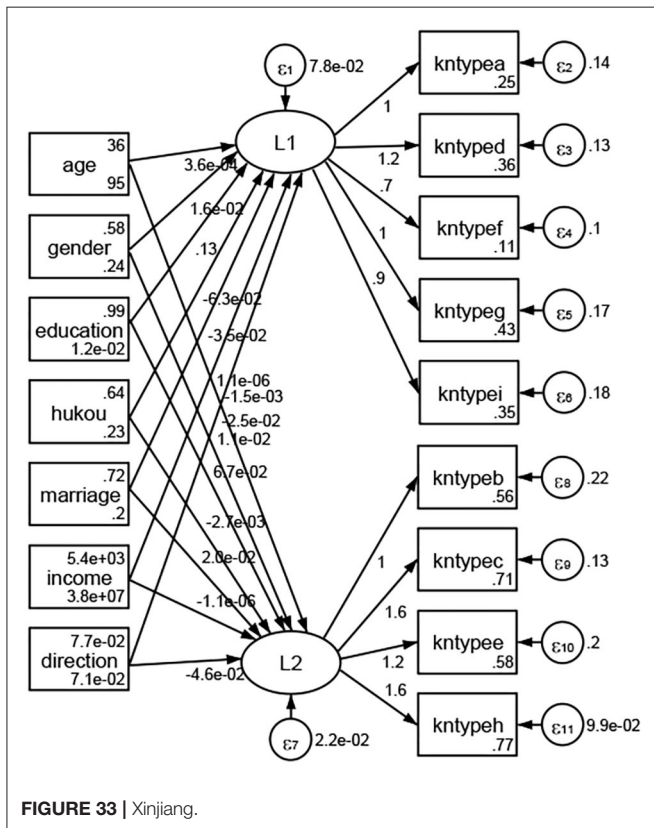 ε1 7.8e-02
L1
36
age
95
.58
gender
.24
.99
education
1.2e-02
.64
hukou
.23
.72
marriage
.2
5.4e+03
income
3.8e+07
7.7e-02
direction
7.1e-02
3.6e-04
1.6e-02
.13
-6.3e-02
-3.5e-02
1.1e-06
-1.5e-03
-2.5e-02
1.1e-02
6.7e-02
-2.7e-03
2.0e-02
-1.1e-06
-4.6e-02
L2
ε7 2.2e-02
1
1.2
.7
1
.9
kntypea
.25
ε2 .14
kntyped
.36
ε3 .13
kntypef
.11
ε4 .1
kntypeg
.43
ε5 .17
kntypei
.35
ε6 .18
1
1.6
1.2
1.6
kntypeb
.56
ε8 .22
kntypec
.71
ε9 .13
kntypee
.58
ε10 .2
kntypeh
.77
ε11 9.9e-02
FIGURE 33 | Xinjiang.